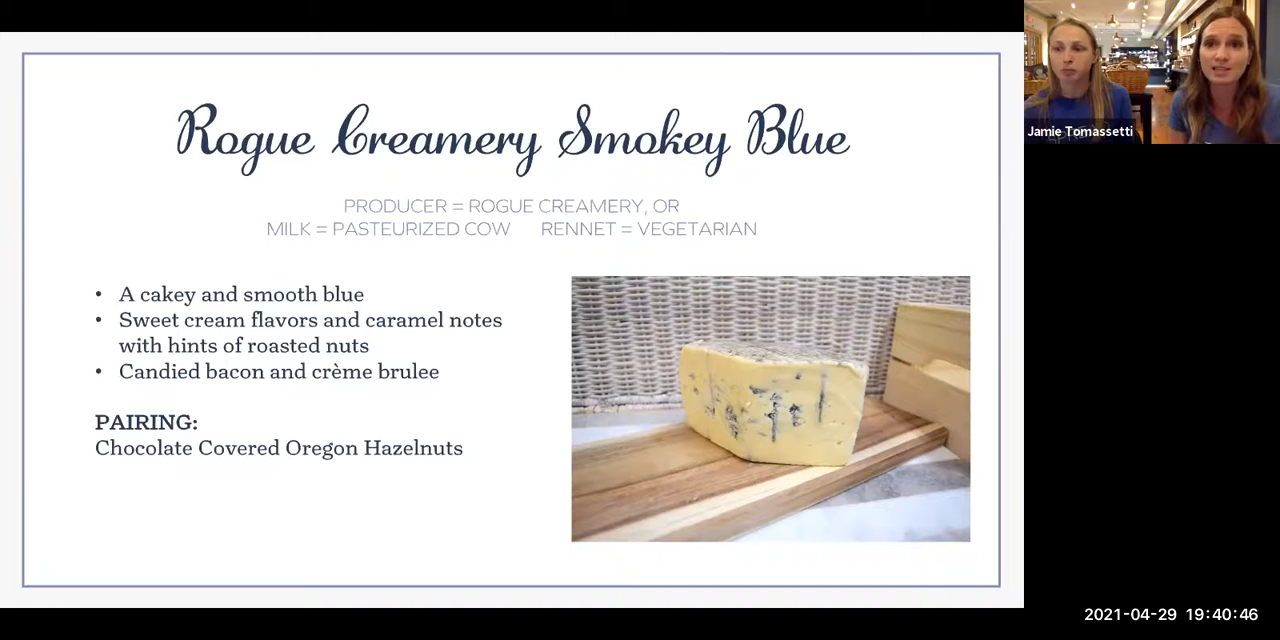 Rogue Creamery Smokey Blue
PRODUCER = ROGUE CREAMERY, OR
MILK = PASTEURIZED COW RENNET = VEGETARIAN
• A cakey and smooth blue
• Sweet cream flavors and caramel notes
with hints of roasted nuts
• Candied bacon and crème brulee
PAIRING:
Chocolate Covered Oregon Hazelnuts
Jamie Tomassetti
2021-04-29 19:40:46